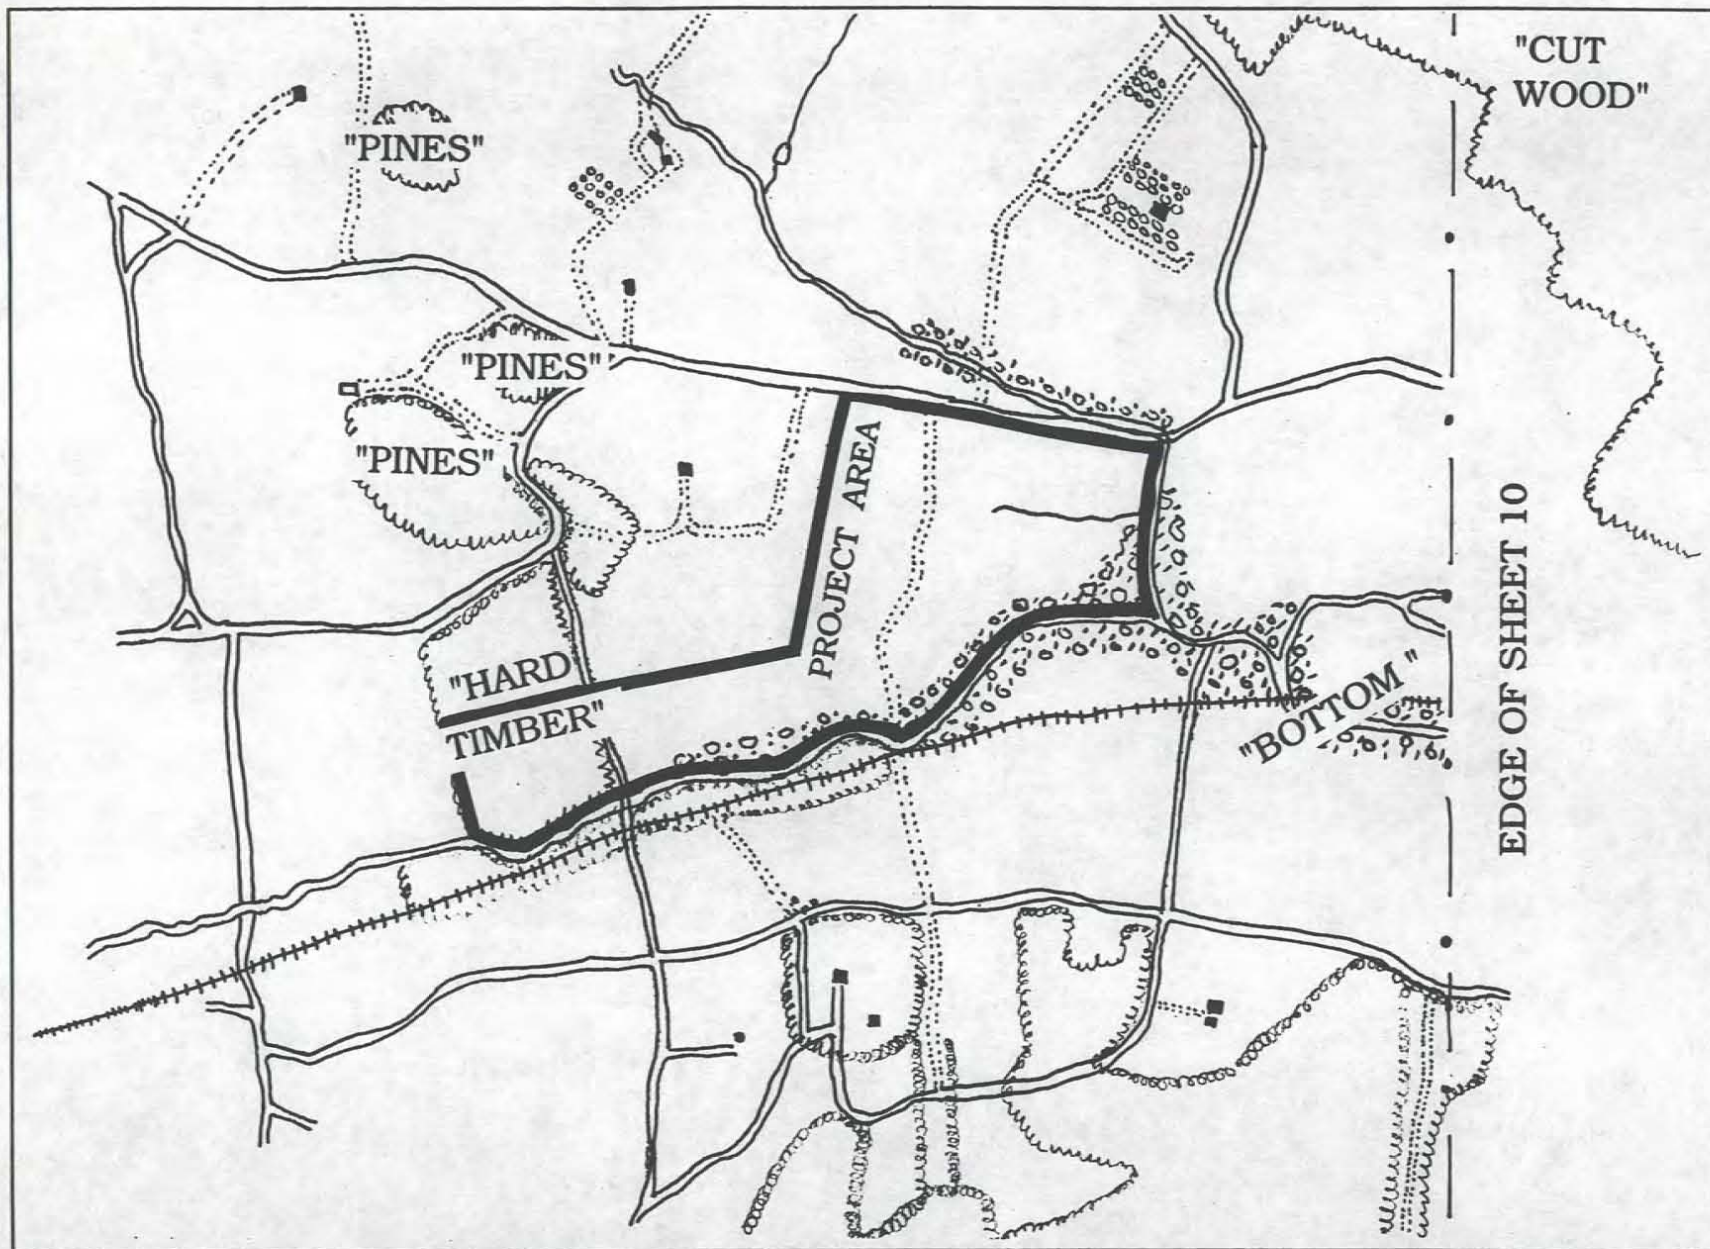 "CUT
WOOD"
"PINES"
"PINES"
"PINES"
PROJECT AREA
EDGE OF SHEET 10
"HARD
TIMBER"
"BOTTOM"